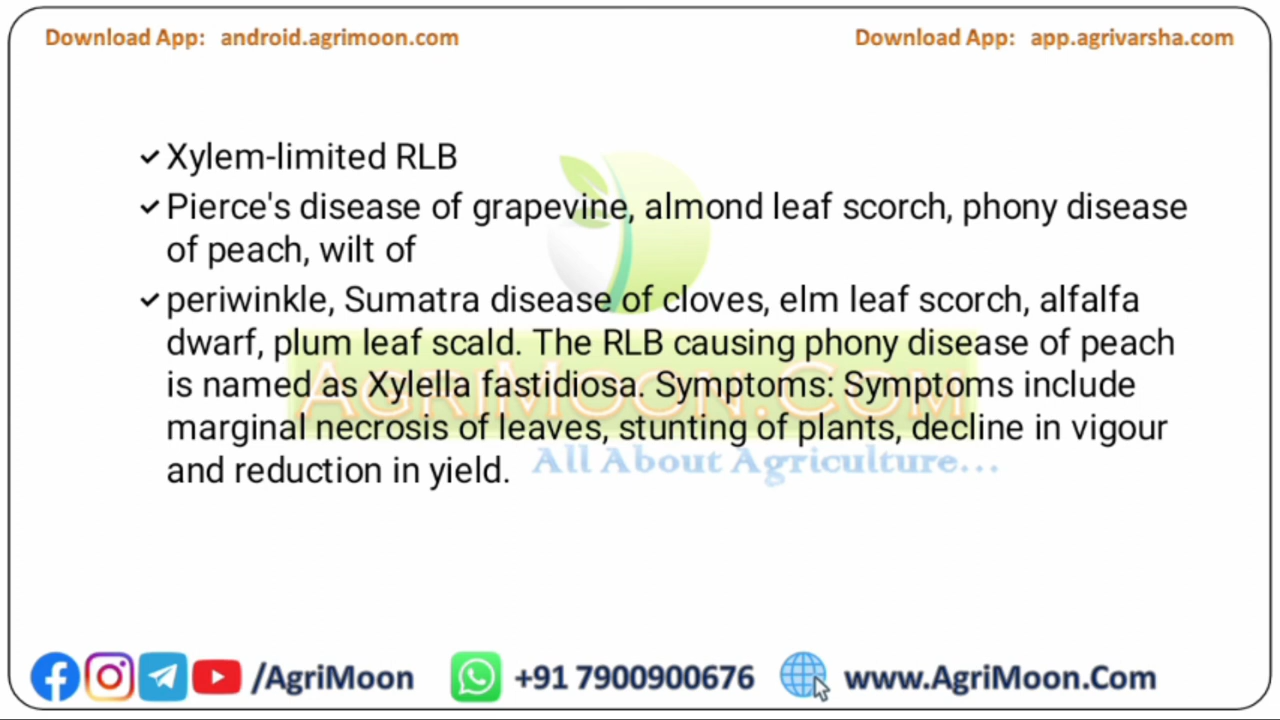 Download App: android.agrimoon.com
Download App: app.agrivarsha.com
✓ Xylem-limited RLB
✓ Pierce's disease of grapevine, almond leaf scorch, phony disease
of peach, wilt of
✓ periwinkle, Sumatra disease of cloves, elm leaf scorch, alfalfa
dwarf, plum leaf scald. The RLB causing phony disease of peach
is named as Xylella fastidiosa. Symptoms: Symptoms include
marginal necrosis of leaves, stunting of plants, decline in vigour
and reduction in yield.
AgriMoon.Com
All About Agriculture...
/AgriMoon
+91 7900900676
www.AgriMoon.Com